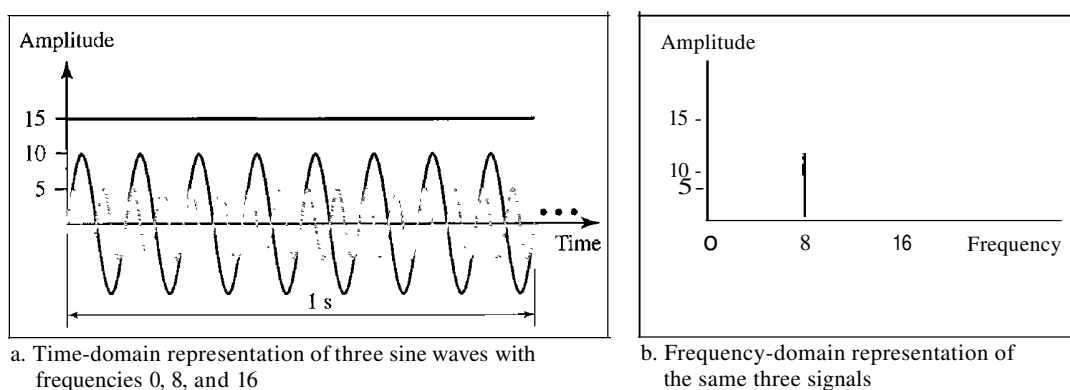 Amplitude
15
10
5
• • •
Time
1 s
a. Time-domain representation of three sine waves with
frequencies 0, 8, and 16
Amplitude
15 -
10 -
5 -
0 8 16 Frequency
b. Frequency-domain representation of
the same three signals